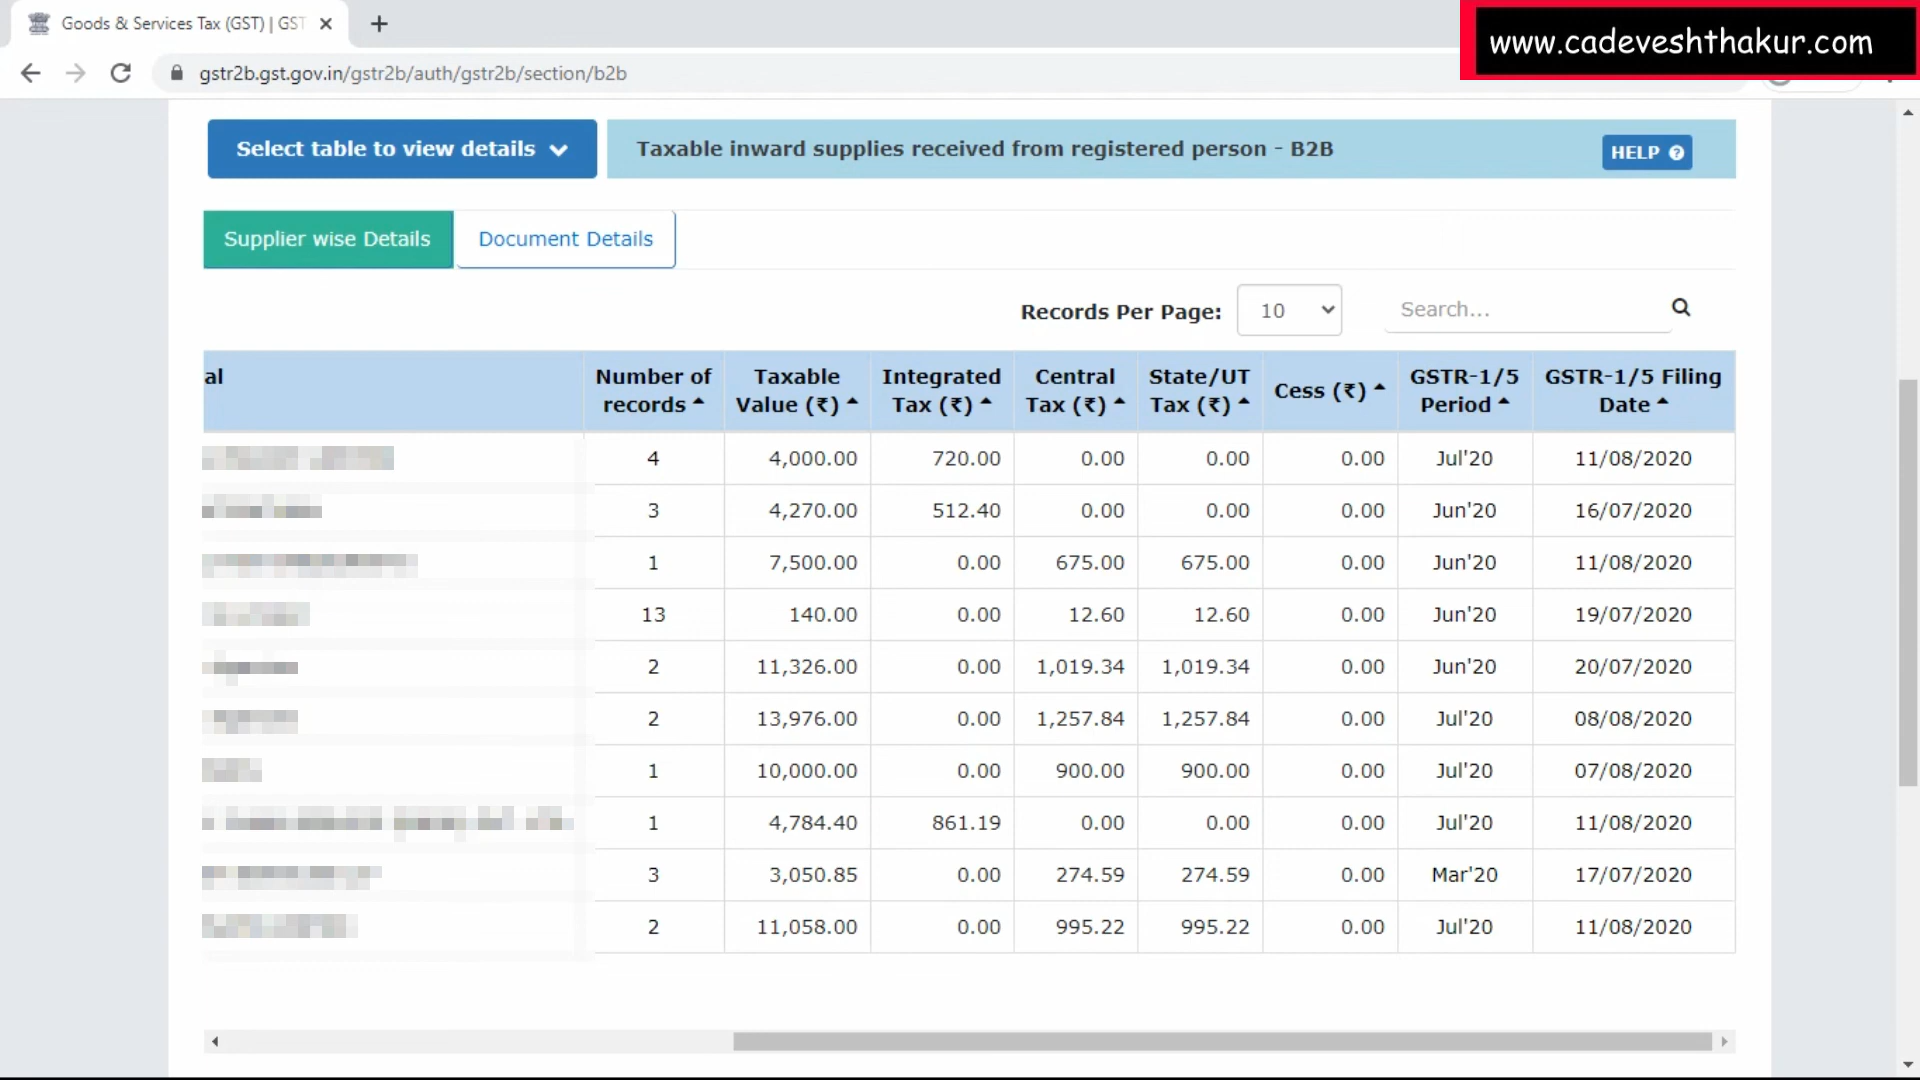 Goods & Services Tax (GST) | GST
www.cadeveshthakur.com
gstr2b.gst.gov.in/gstr2b/auth/gstr2b/section/b2b
Select table to view details
Taxable inward supplies received from registered person - B2B
HELP
Supplier wise Details
Document Details
Records Per Page: 10
Search...
al Number of records Taxable Value (₹) Integrated Tax (₹) Central Tax (₹) State/UT Tax (₹) Cess (₹) GSTR-1/5 Period GSTR-1/5 Filing Date
4 4,000.00 720.00 0.00 0.00 0.00 Jul'20 11/08/2020
3 4,270.00 512.40 0.00 0.00 0.00 Jun'20 16/07/2020
1 7,500.00 0.00 675.00 675.00 0.00 Jun'20 11/08/2020
13 140.00 0.00 12.60 12.60 0.00 Jun'20 19/07/2020
2 11,326.00 0.00 1,019.34 1,019.34 0.00 Jun'20 20/07/2020
2 13,976.00 0.00 1,257.84 1,257.84 0.00 Jul'20 08/08/2020
1 10,000.00 0.00 900.00 900.00 0.00 Jul'20 07/08/2020
1 4,784.40 861.19 0.00 0.00 0.00 Jul'20 11/08/2020
3 3,050.85 0.00 274.59 274.59 0.00 Mar'20 17/07/2020
2 11,058.00 0.00 995.22 995.22 0.00 Jul'20 11/08/2020